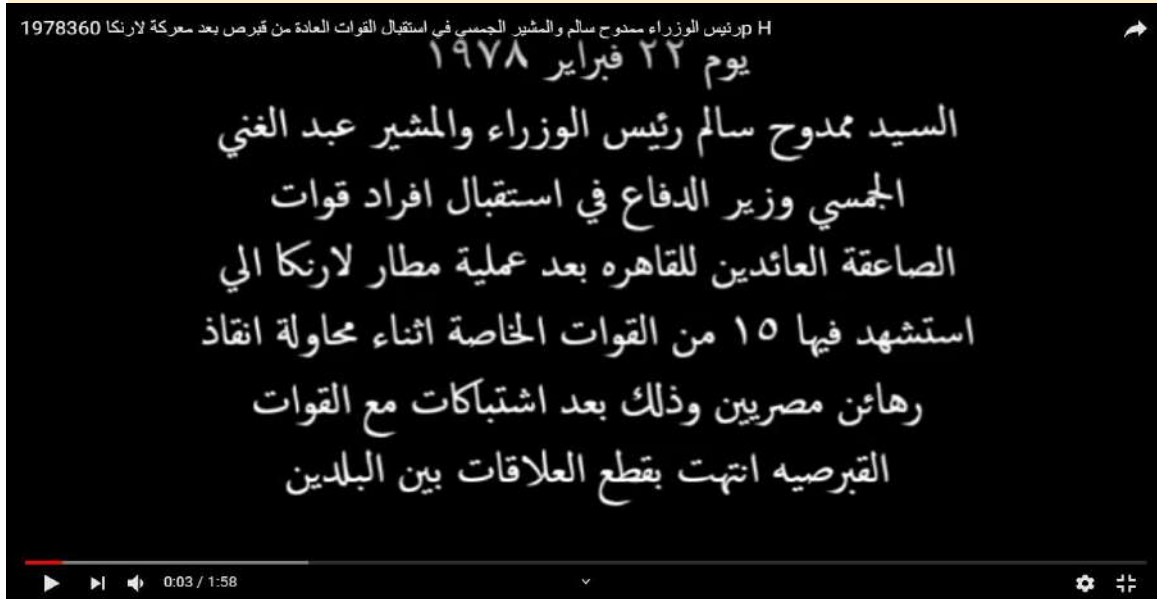 رئيس الوزراء ممدوح سالم والمشير الجمسي في استقبال القوات العادة من قبرص بعد معركة لارنكا 1978360p H
يوم ٢٢ فبراير ١٩٧٨
السيد ممدوح سالم رئيس الوزراء والمشير عبد الغني
الجمسي وزير الدفاع في استقبال افراد قوات
الصاعقة العائدين للقاهره بعد عملية مطار لارنكا الي
استشهد فيها ١٥ من القوات الخاصة اثناء محاولة انقاذ
رهائن مصريين وذلك بعد اشتباكات مع القوات
القبرصيه انتهت بقطع العلاقات بين البلدين
0:03 / 1:58